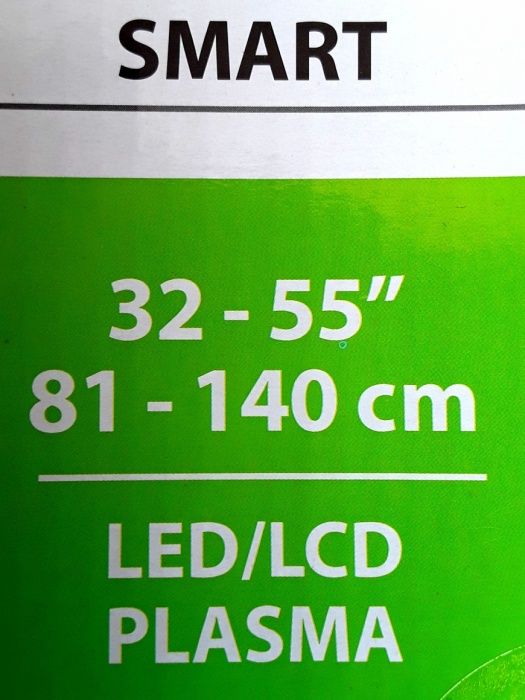 SMART
32 - 55”
81 - 140 cm
LED/LCD
PLASMA